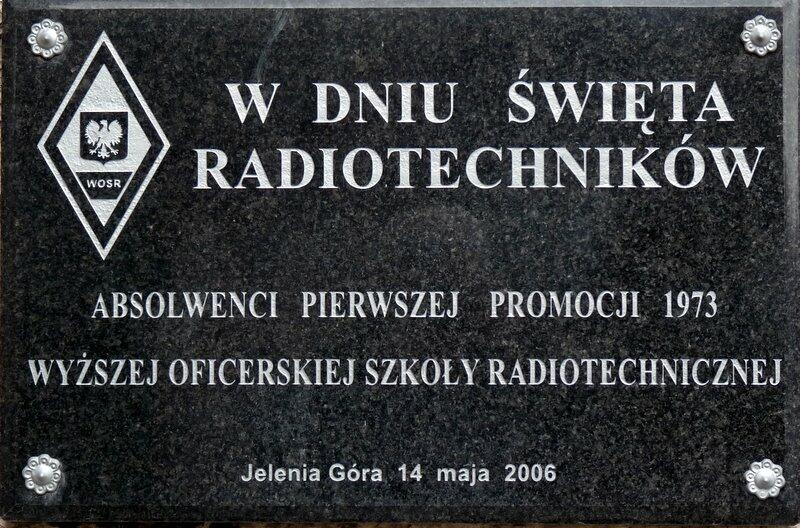 W DNIU ŚWIĘTA
RADIOTECHNIKÓW
WOSR
ABSOLWENCI PIERWSZEJ PROMOCJI 1973
WYŻSZEJ OFICERSKIEJ SZKOŁY RADIOTECHNICZNEJ
Jelenia Góra 14 maja 2006